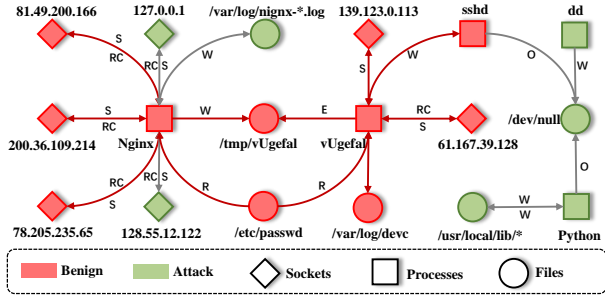 81.49.200.166 127.0.0.1 /var/log/nignx-*.log 139.123.0.113 sshd dd
S RC RC S W S W O W
200.36.109.214 S RC Nginx W /tmp/vUgefal E vUgefal RC S 61.167.39.128 /dev/null
RC S RC S R R O
W W
78.205.235.65 128.55.12.122 /etc/passwd /var/log/devc /usr/local/lib/* Python
Benign Attack Sockets Processes Files